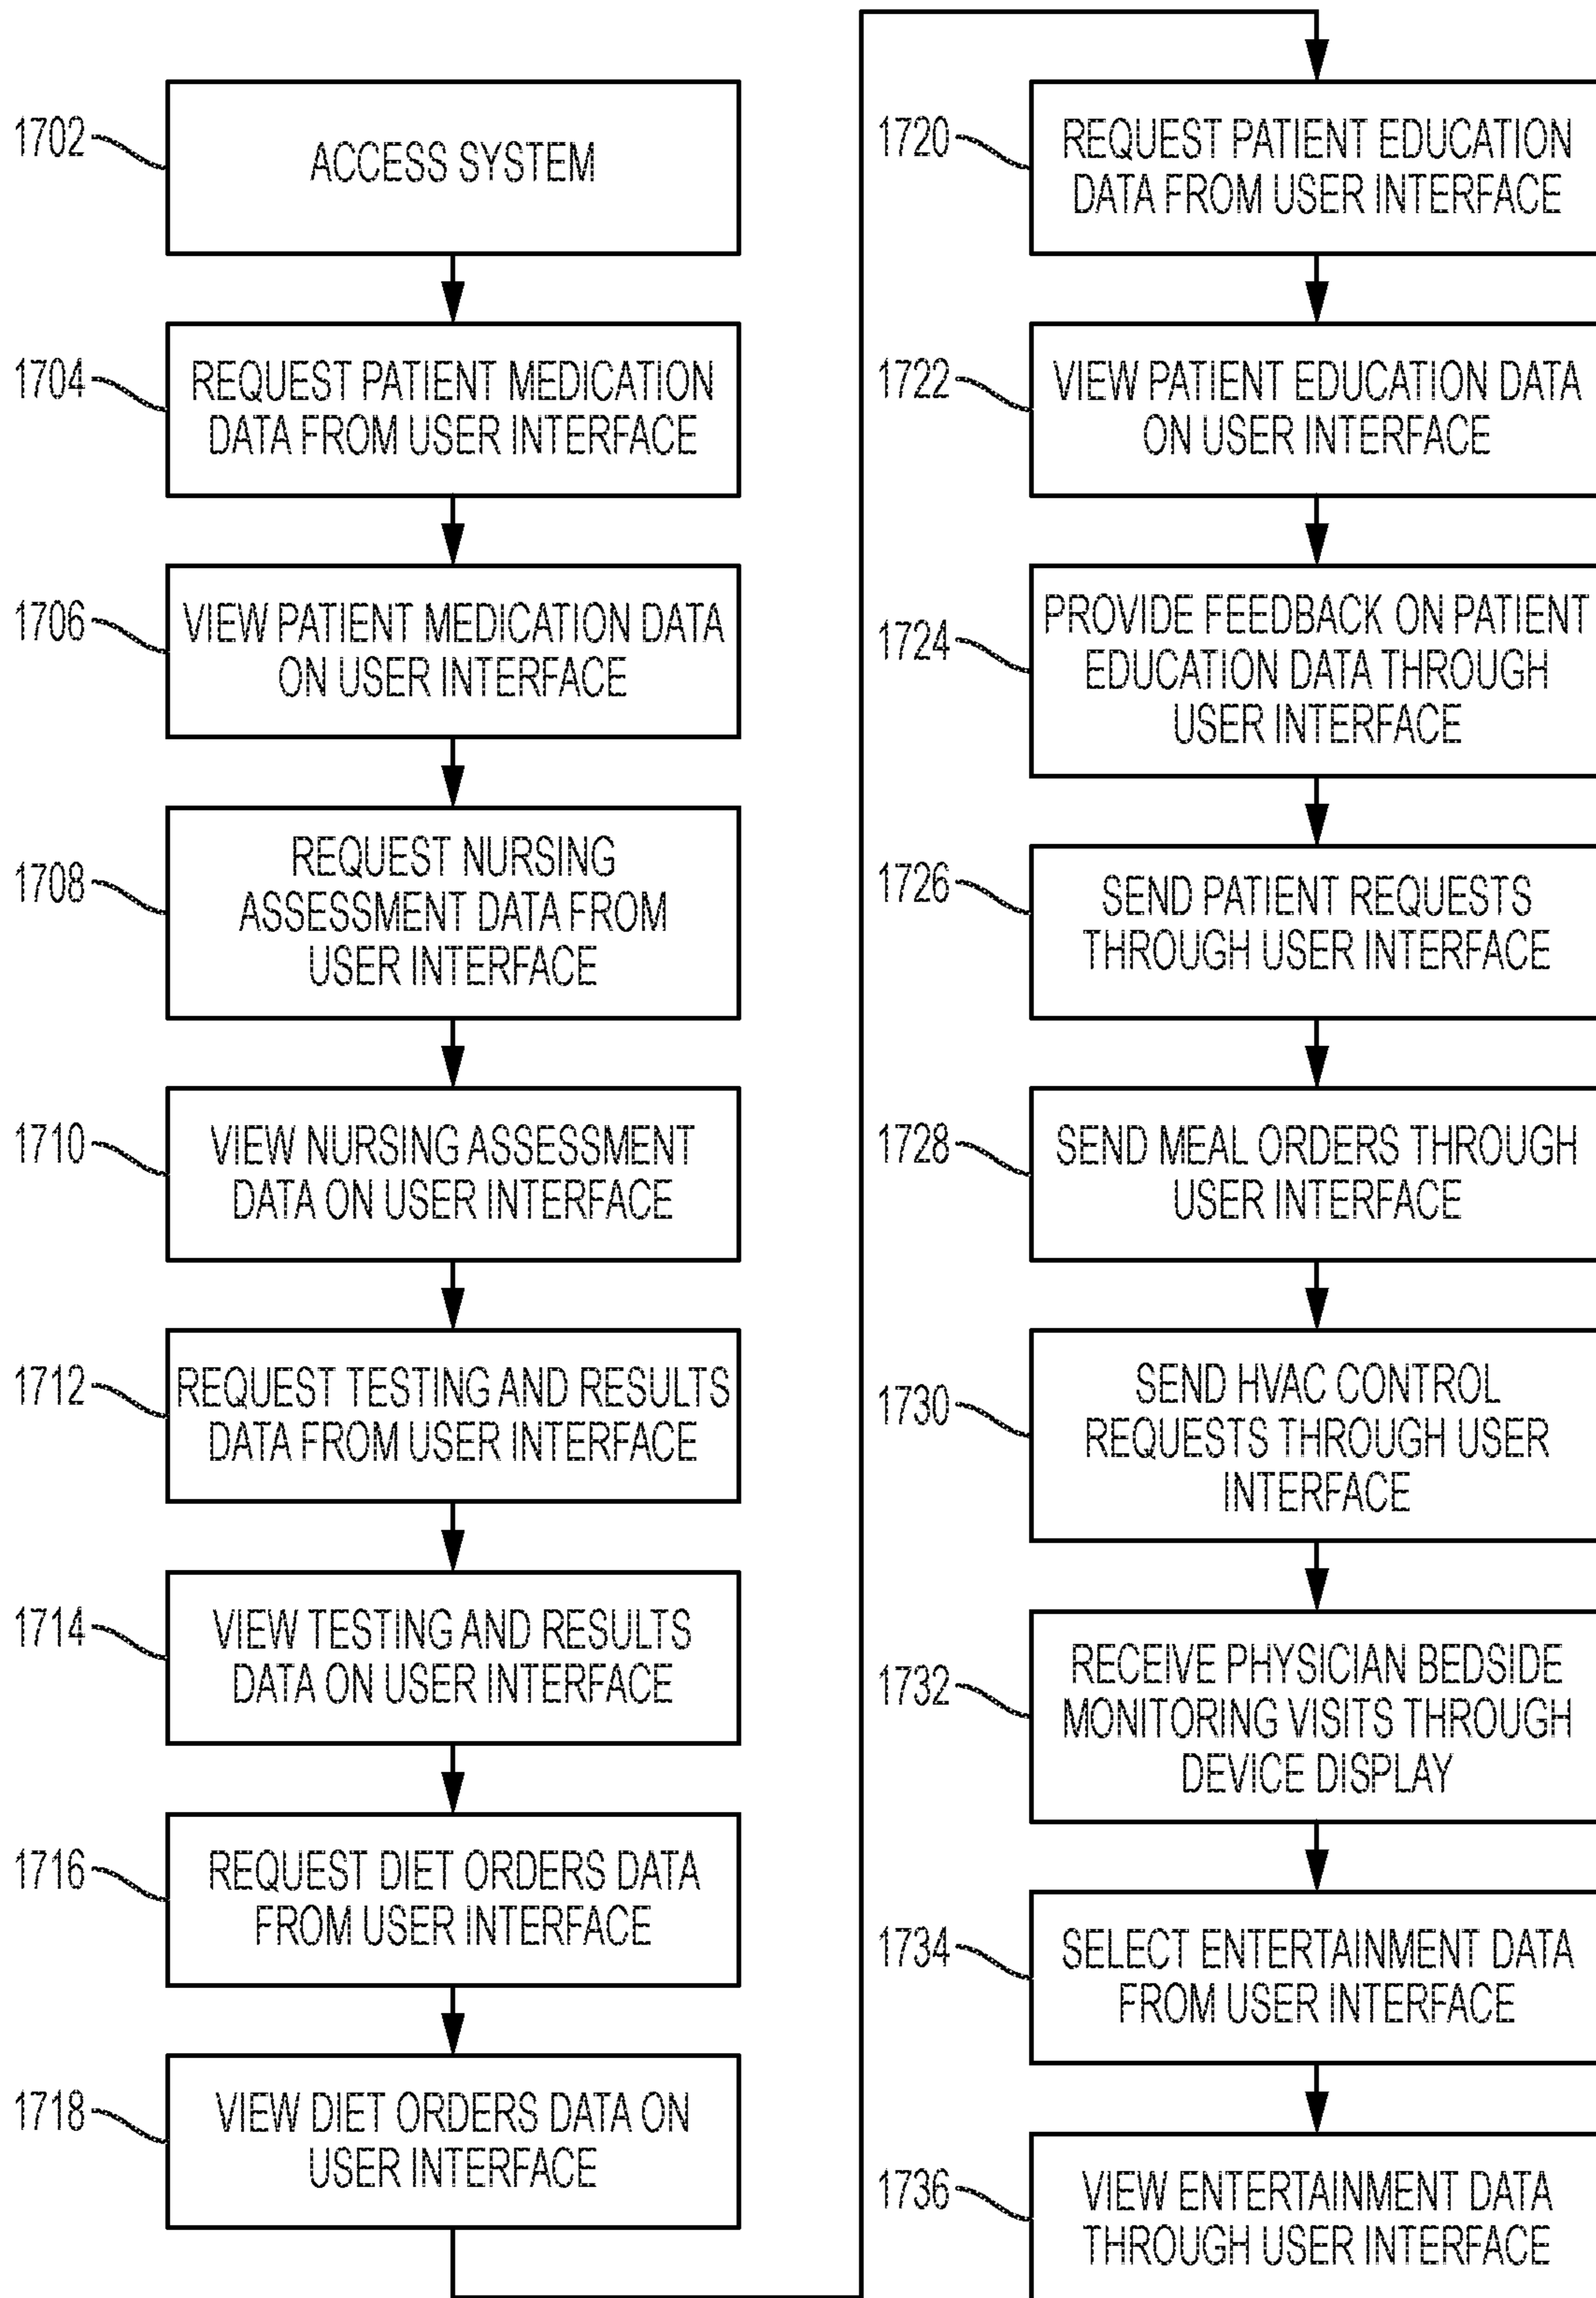 1702
ACCESS SYSTEM
1704
REQUEST PATIENT MEDICATION
DATA FROM USER INTERFACE
1706
VIEW PATIENT MEDICATION DATA
ON USER INTERFACE
1708
REQUEST NURSING
ASSESSMENT DATA FROM
USER INTERFACE
1710
VIEW NURSING ASSESSMENT
DATA ON USER INTERFACE
1712
REQUEST TESTING AND RESULTS
DATA FROM USER INTERFACE
1714
VIEW TESTING AND RESULTS
DATA ON USER INTERFACE
1716
REQUEST DIET ORDERS DATA
FROM USER INTERFACE
1718
VIEW DIET ORDERS DATA ON
USER INTERFACE
1720
REQUEST PATIENT EDUCATION
DATA FROM USER INTERFACE
1722
VIEW PATIENT EDUCATION DATA
ON USER INTERFACE
1724
PROVIDE FEEDBACK ON PATIENT
EDUCATION DATA THROUGH
USER INTERFACE
1726
SEND PATIENT REQUESTS
THROUGH USER INTERFACE
1728
SEND MEAL ORDERS THROUGH
USER INTERFACE
1730
SEND HVAC CONTROL
REQUESTS THROUGH USER
INTERFACE
1732
RECEIVE PHYSICIAN BEDSIDE
MONITORING VISITS THROUGH
DEVICE DISPLAY
1734
SELECT ENTERTAINMENT DATA
FROM USER INTERFACE
1736
VIEW ENTERTAINMENT DATA
THROUGH USER INTERFACE